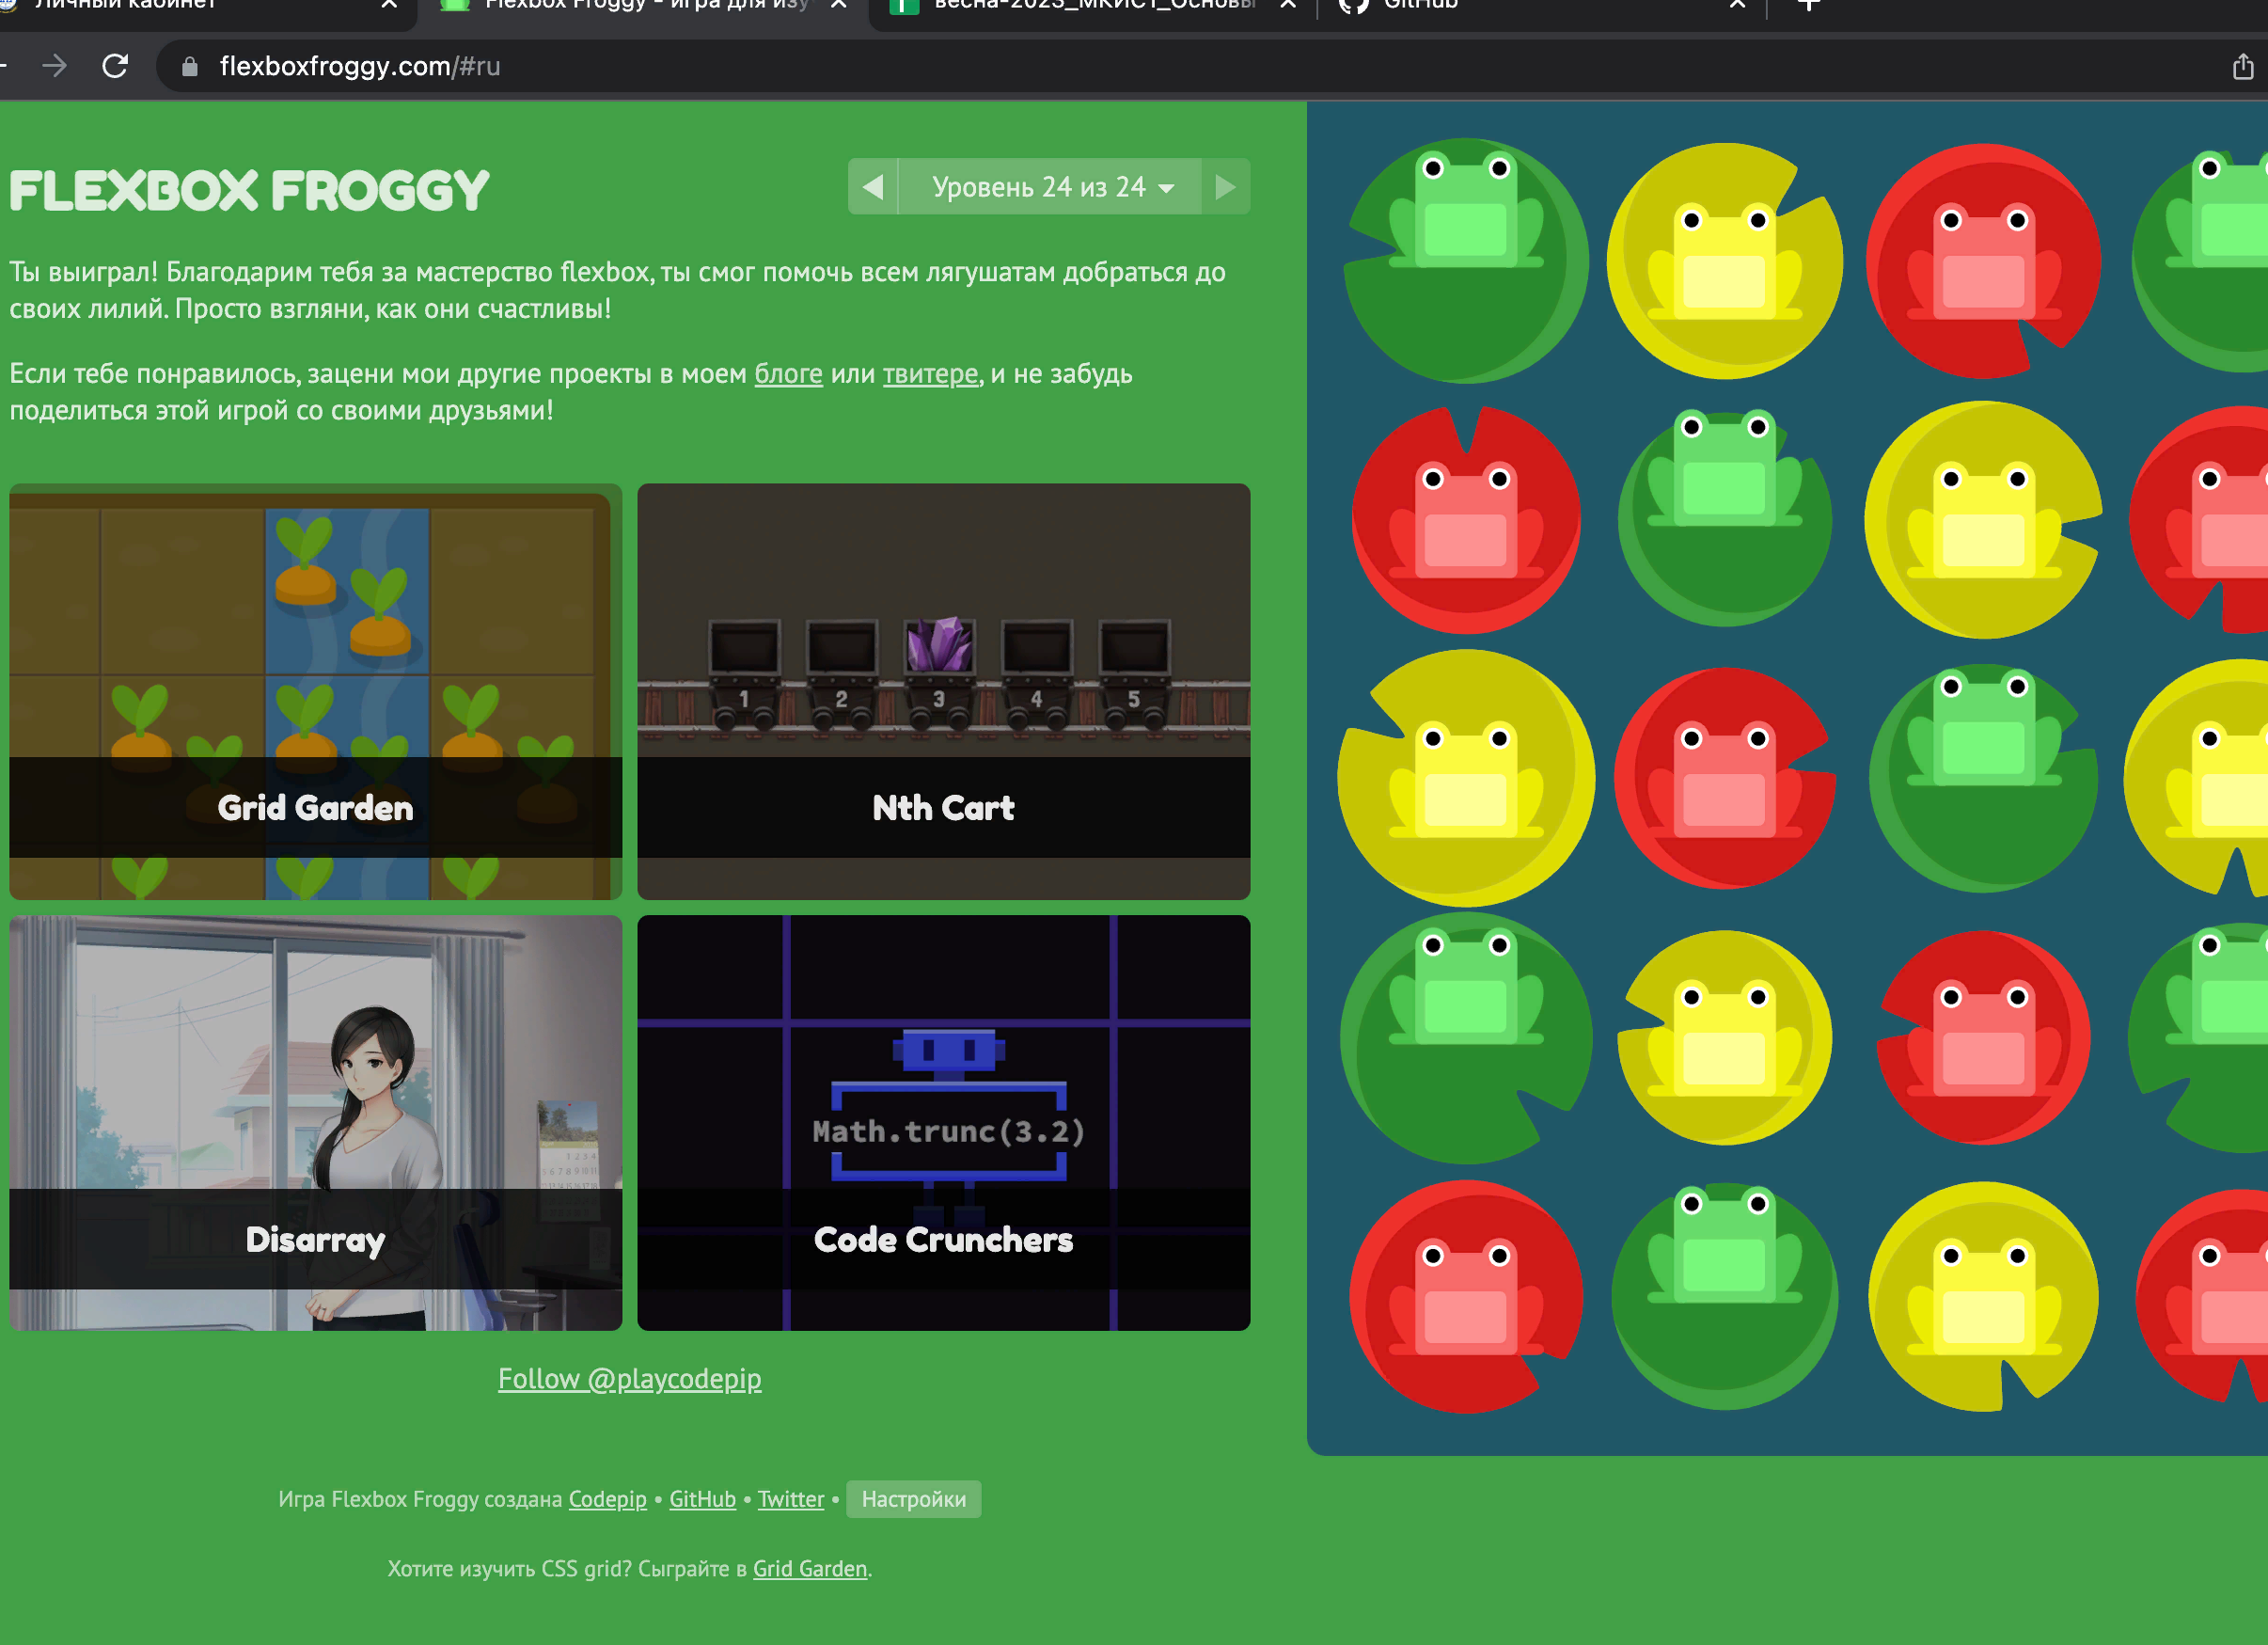 Личный кабинет
Flexbox Froggy - игра для изу
весна-2023_МКИСТ_Основы
GitHub
flexboxfroggy.com/#ru
FLEXBOX FROGGY
Уровень 24 из 24
Ты выиграл! Благодарим тебя за мастерство flexbox, ты смог помочь всем лягушатам добраться до
своих лилий. Просто взгляни, как они счастливы!
Если тебе понравилось, зацени мои другие проекты в моем блоге или твитере, и не забудь
поделиться этой игрой со своими друзьями!
1 2 3 4 5
Grid Garden
Nth Cart
Math.trunc(3.2)
Disarray
Code Crunchers
Follow @playcodepip
Игра Flexbox Froggy создана Codepip • GitHub • Twitter • Настройки
Хотите изучить CSS grid? Сыграйте в Grid Garden.